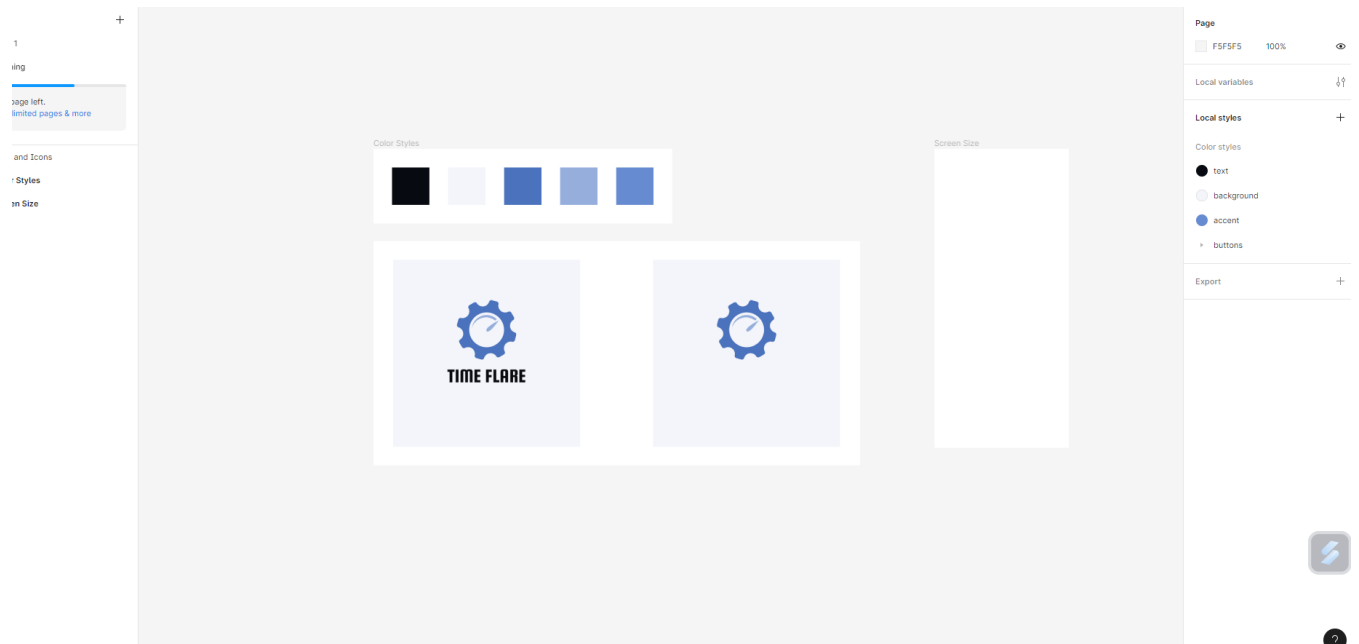 1
ing
page left.
limited pages & more
and Icons
r Styles
en Size
Color Styles
TIME FLARE
Screen Size
Page
F5F5F5 100%
Local variables
Local styles
Color styles
text
background
accent
buttons
Export
?